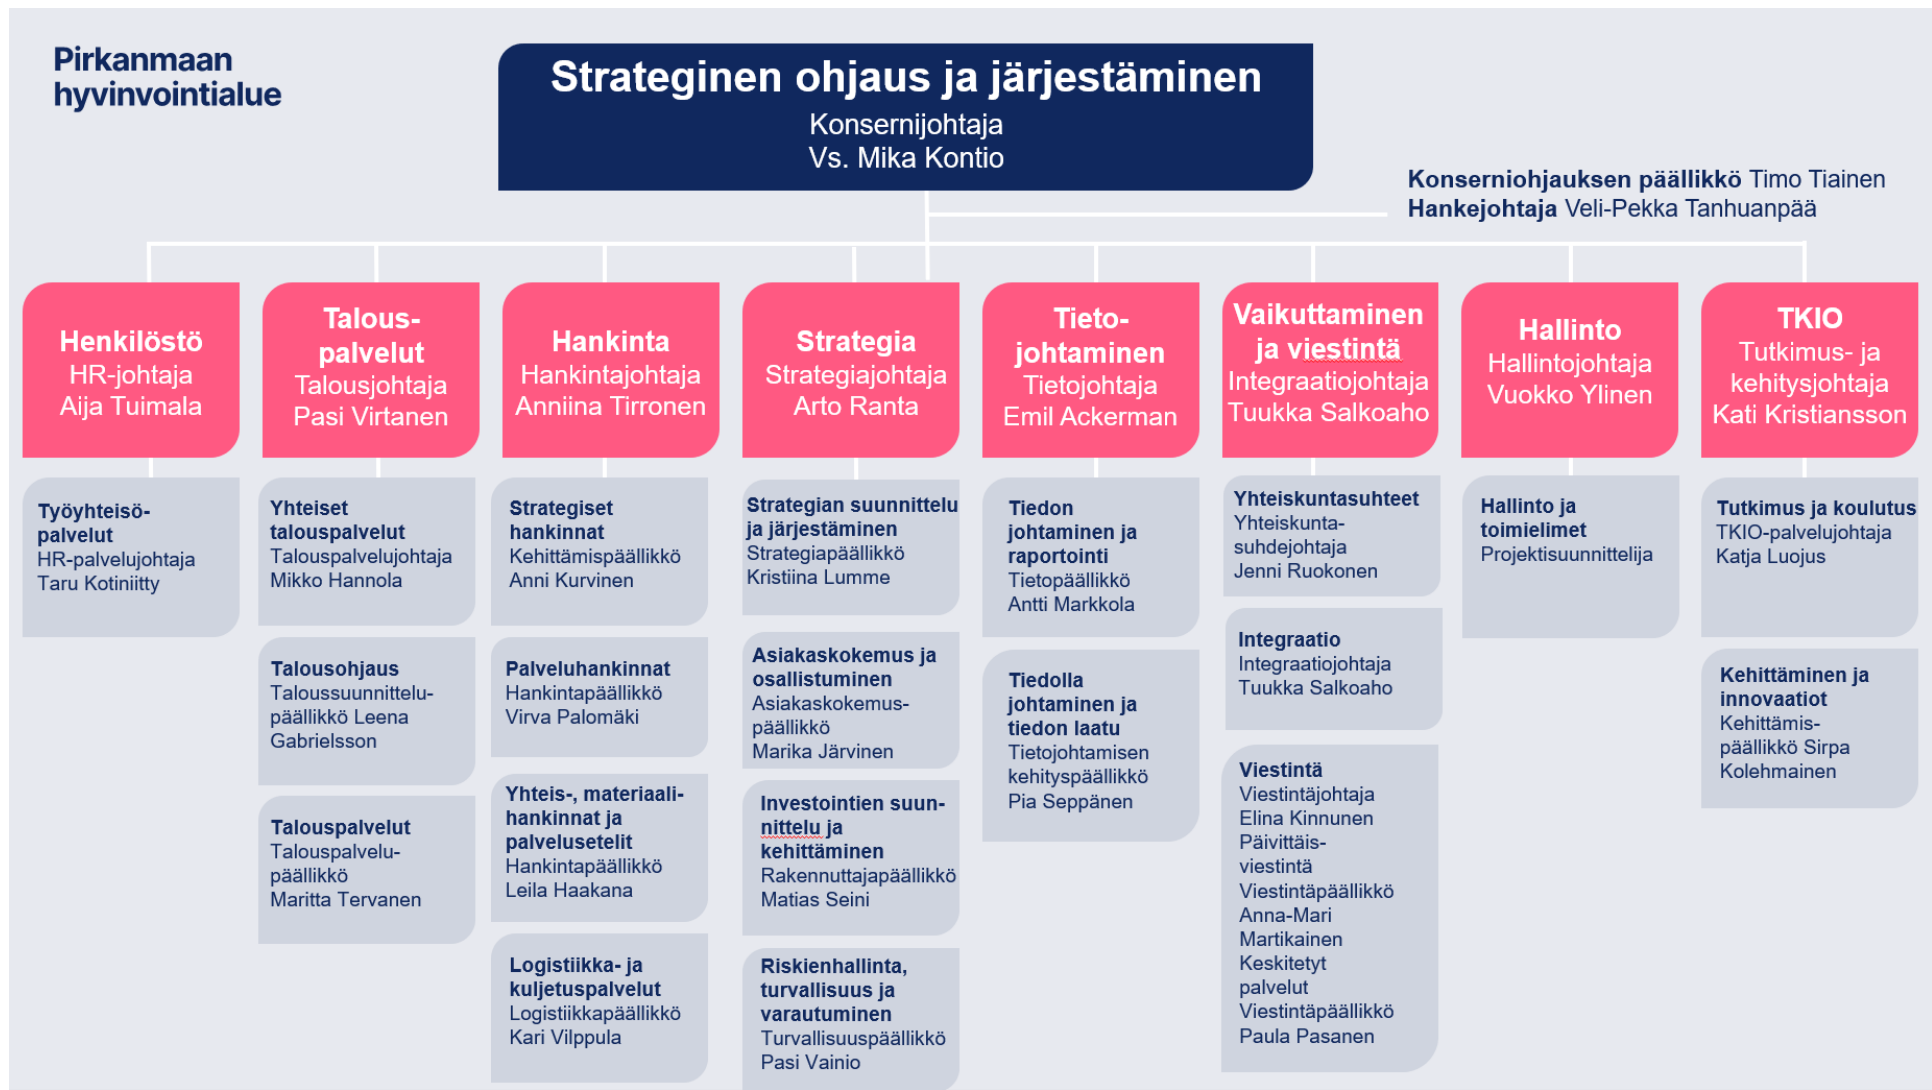 Pirkanmaan
hyvinvointialue
Strateginen ohjaus ja järjestäminen
Konsernijohtaja
Vs. Mika Kontio
Konserniohjauksen päällikkö Timo Tiainen
Hankejohtaja Veli-Pekka Tanhuanpää
Henkilöstö
HR-johtaja
Aija Tuimala
Työyhteisö-
palvelut
HR-palvelujohtaja
Taru Kotiniitty
Talous-
palvelut
Talousjohtaja
Pasi Virtanen
Yhteiset
talouspalvelut
Talouspalvelujohtaja
Mikko Hannola
Talousohjaus
Taloussuunnittelu-
päällikkö Leena
Gabrielsson
Talouspalvelut
Talouspalvelu-
päällikkö
Maritta Tervanen
Hankinta
Hankintajohtaja
Anniina Tirronen
Strategiset
hankinnat
Kehittämispäällikkö
Anni Kurvinen
Palveluhankinnat
Hankintapäällikkö
Virva Palomäki
Yhteis-, materiaali-
hankinnat ja
palvelusetelit
Hankintapäällikkö
Leila Haakana
Logistiikka- ja
kuljetuspalvelut
Logistiikkapäällikkö
Kari Vilppula
Strategia
Strategiajohtaja
Arto Ranta
Strategian suunnittelu
ja järjestäminen
Strategiapäällikkö
Kristiina Lumme
Asiakaskokemus ja
osallistuminen
Asiakaskokemus-
päällikkö
Marika Järvinen
Investointien suun-
nittelu ja
kehittäminen
Rakennuttajapäällikkö
Matias Seini
Riskienhallinta,
turvallisuus ja
varautuminen
Turvallisuuspäällikkö
Pasi Vainio
Tieto-
johtaminen
Tietojohtaja
Emil Ackerman
Tiedon
johtaminen ja
raportointi
Tietopäällikkö
Antti Markkola
Tiedolla
johtaminen ja
tiedon laatu
Tietojohtamisen
kehityspäällikkö
Pia Seppänen
Vaikuttaminen
ja viestintä
Integraatiojohtaja
Tuukka Salkoaho
Yhteiskuntasuhteet
Yhteiskunta-
suhdejohtaja
Jenni Ruokonen
Integraatio
Integraatiojohtaja
Tuukka Salkoaho
Viestintä
Viestintäjohtaja
Elina Kinnunen
Päivittäis-
viestintä
Viestintäpäällikkö
Anna-Mari
Martikainen
Keskitetyt
palvelut
Viestintäpäällikkö
Paula Pasanen
Hallinto
Hallintojohtaja
Vuokko Ylinen
Hallinto ja
toimielimet
Projektisuunnittelija
TKIO
Tutkimus- ja
kehitysjohtaja
Kati Kristiansson
Tutkimus ja koulutus
TKIO-palvelujohtaja
Katja Luojus
Kehittäminen ja
innovaatiot
Kehittämis-
päällikkö Sirpa
Kolehmainen